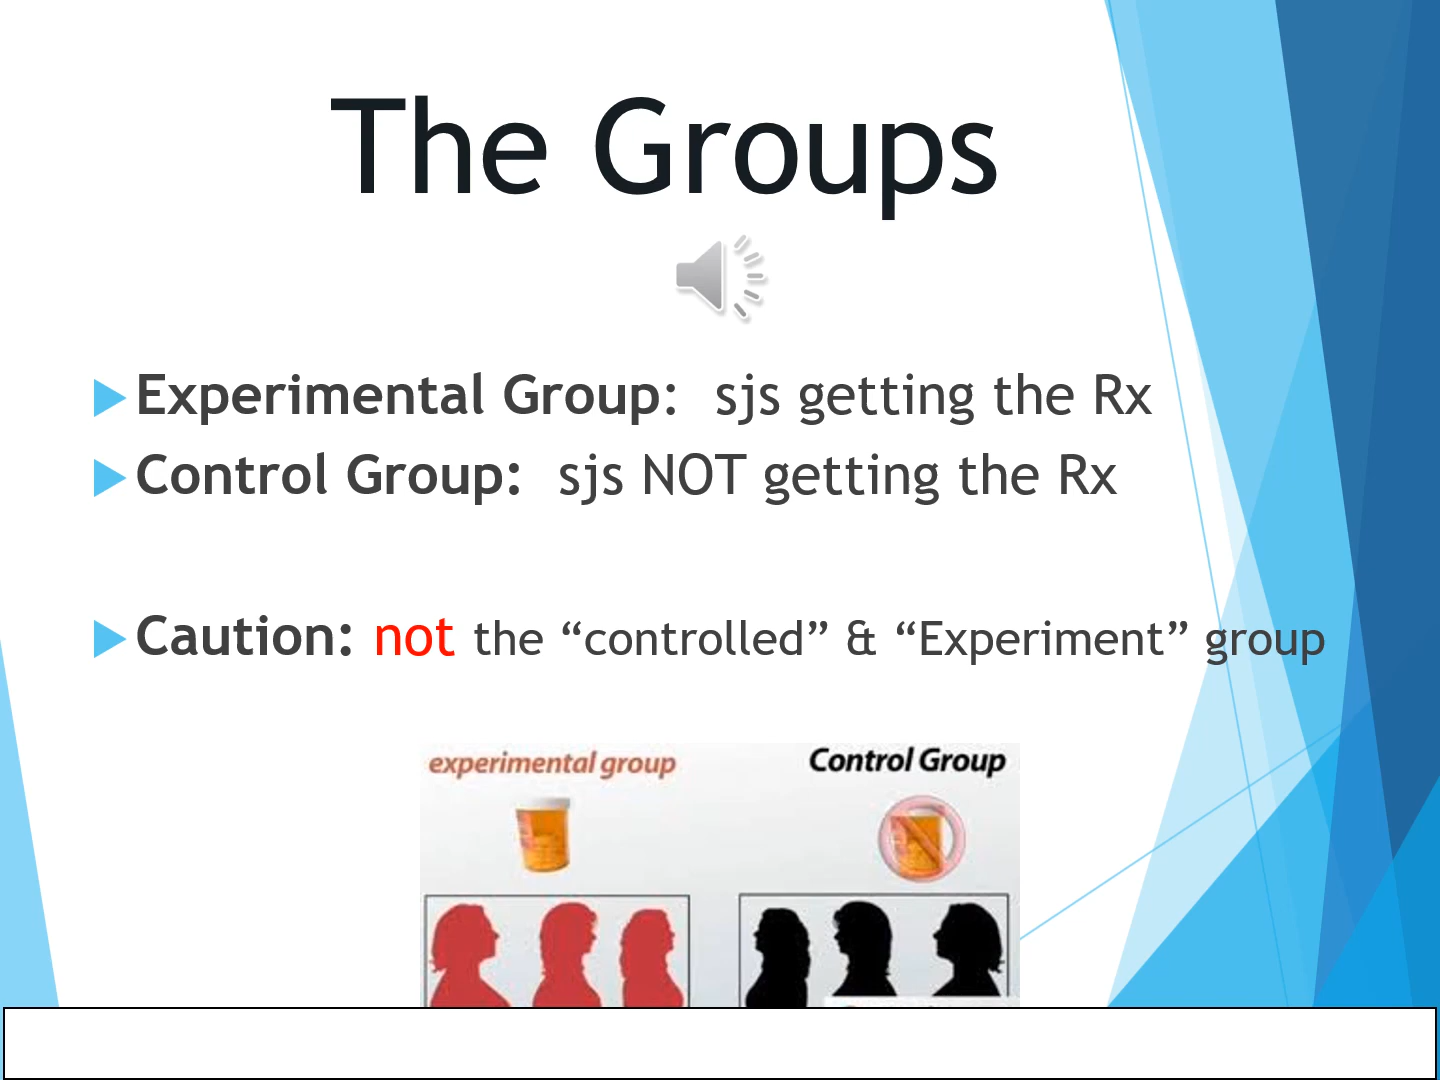 The Groups
Experimental Group: sjs getting the Rx
Control Group: sjs NOT getting the Rx
Caution: not the “controlled” & “Experiment” group
experimental group
Control Group